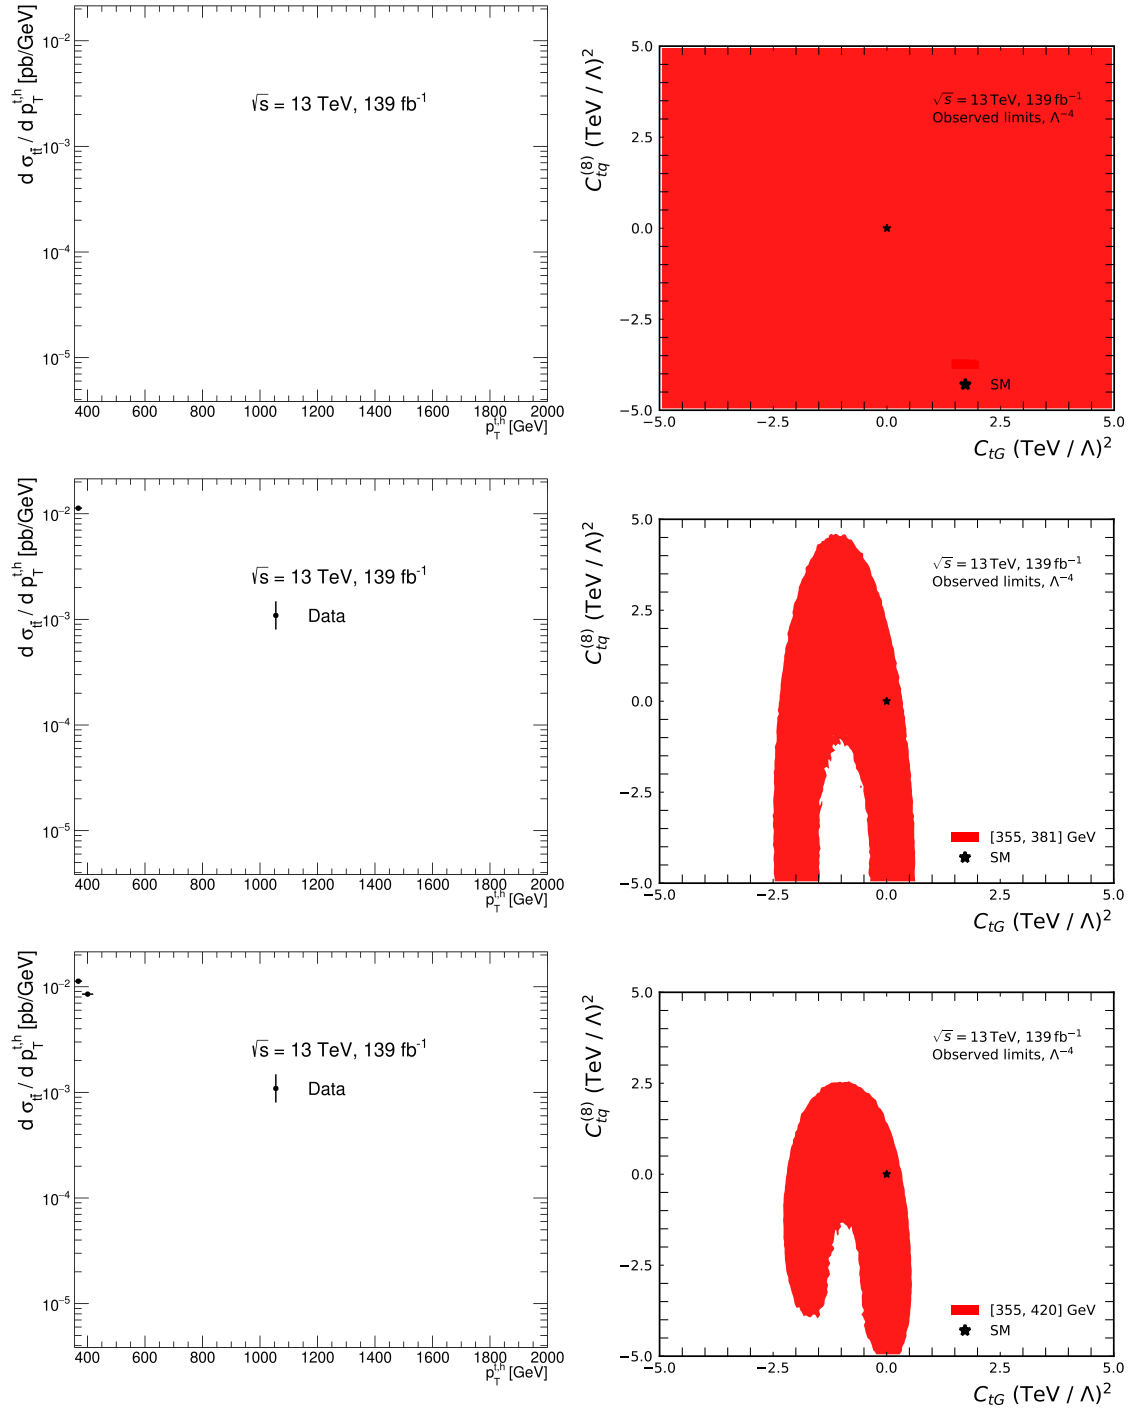 d σtt̄ / d pT^t,h [pb/GeV]
10⁻²
10⁻³
10⁻⁴
10⁻⁵
√s = 13 TeV, 139 fb⁻¹
400 600 800 1000 1200 1400 1600 1800 2000
pT^t,h [GeV]
C_tq^(8) (TeV / Λ)²
5.0
2.5
0.0
−2.5
−5.0
√s = 13 TeV, 139 fb⁻¹
Observed limits, Λ⁻⁴
SM
−5.0 −2.5 0.0 2.5 5.0
C_tG (TeV / Λ)²
d σtt̄ / d pT^t,h [pb/GeV]
10⁻²
10⁻³
10⁻⁴
10⁻⁵
√s = 13 TeV, 139 fb⁻¹
Data
400 600 800 1000 1200 1400 1600 1800 2000
pT^t,h [GeV]
C_tq^(8) (TeV / Λ)²
5.0
2.5
0.0
−2.5
−5.0
√s = 13 TeV, 139 fb⁻¹
Observed limits, Λ⁻⁴
[355, 381] GeV
SM
−5.0 −2.5 0.0 2.5 5.0
C_tG (TeV / Λ)²
d σtt̄ / d pT^t,h [pb/GeV]
10⁻²
10⁻³
10⁻⁴
10⁻⁵
√s = 13 TeV, 139 fb⁻¹
Data
400 600 800 1000 1200 1400 1600 1800 2000
pT^t,h [GeV]
C_tq^(8) (TeV / Λ)²
5.0
2.5
0.0
−2.5
−5.0
√s = 13 TeV, 139 fb⁻¹
Observed limits, Λ⁻⁴
[355, 420] GeV
SM
−5.0 −2.5 0.0 2.5 5.0
C_tG (TeV / Λ)²